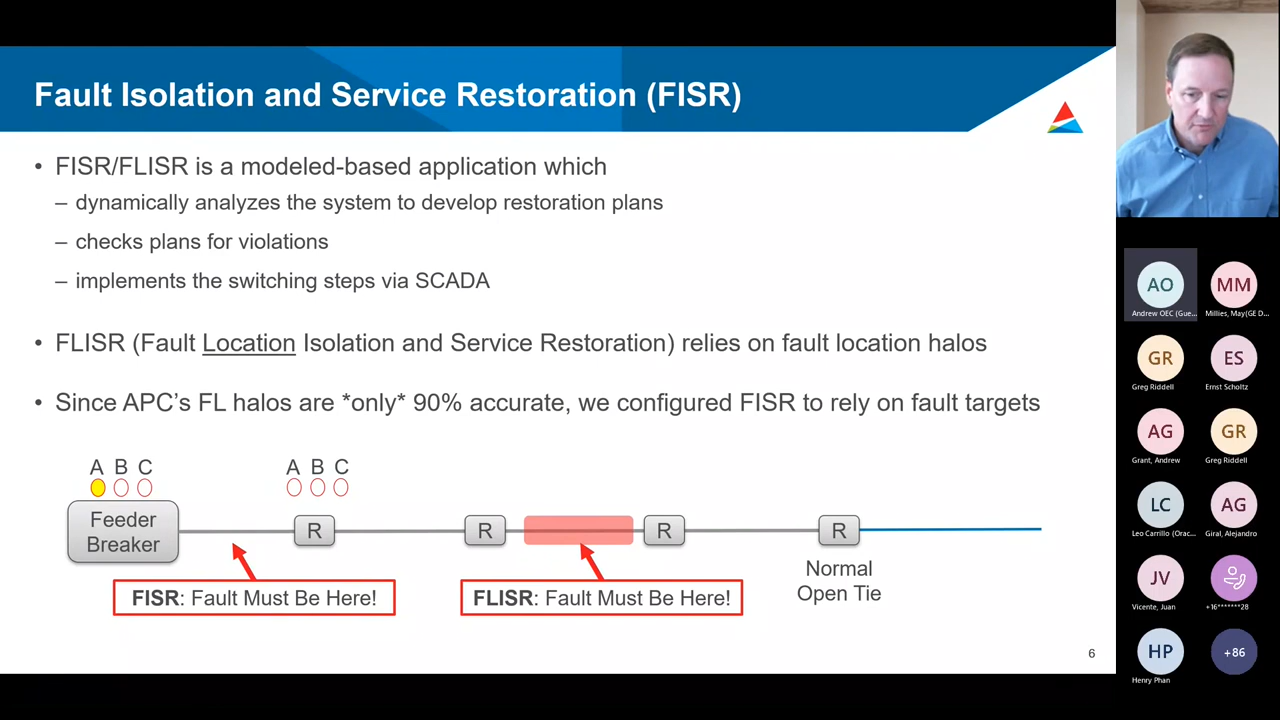 Fault Isolation and Service Restoration (FISR)
• FISR/FLISR is a modeled-based application which
– dynamically analyzes the system to develop restoration plans
– checks plans for violations
– implements the switching steps via SCADA
• FLISR (Fault Location Isolation and Service Restoration) relies on fault location halos
• Since APC's FL halos are *only* 90% accurate, we configured FISR to rely on fault targets
A B C
A B C
Feeder
Breaker
R
R
R
R
Normal
Open Tie
FISR: Fault Must Be Here!
FLISR: Fault Must Be Here!
6
AO
Andrew OEC (Gue...
MM
Millies, May(GE D...
GR
Greg Riddell
ES
Ernst Scholtz
AG
Grant, Andrew
GR
Greg Riddell
LC
Leo Carrillo (Orac...
AG
Giral, Alejandro
JV
Vicente, Juan
+16*******28
HP
Henry Phan
+86